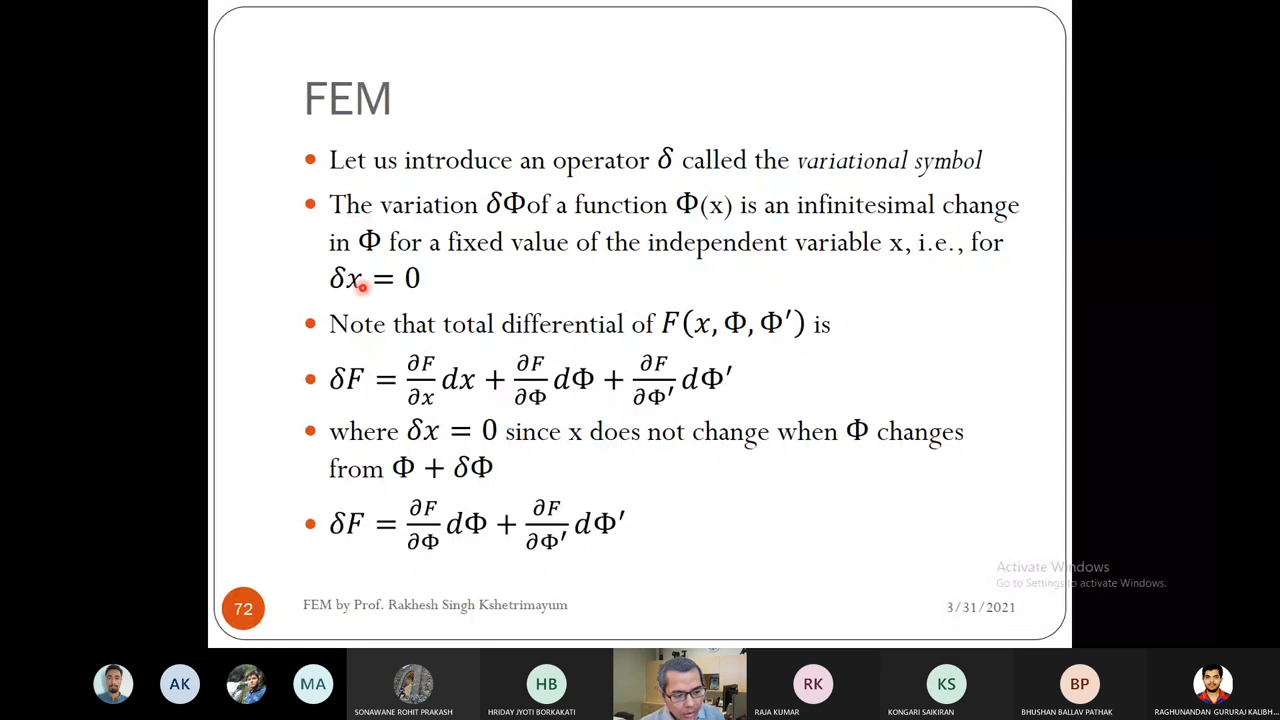 FEM
• Let us introduce an operator δ called the variational symbol
• The variation δΦof a function Φ(x) is an infinitesimal change
in Φ for a fixed value of the independent variable x, i.e., for
δx = 0
• Note that total differential of F(x, Φ, Φ′) is
• δF = ∂F/∂x dx + ∂F/∂Φ dΦ + ∂F/∂Φ′ dΦ′
• where δx = 0 since x does not change when Φ changes
from Φ + δΦ
• δF = ∂F/∂Φ dΦ + ∂F/∂Φ′ dΦ′
Activate Windows
Go to Settings to activate Windows.
72
FEM by Prof. Rakhesh Singh Kshetrimayum
3/31/2021
AK
MA
HB
RK
KS
BP
SONAWANE ROHIT PRAKASH
HRIDAY JYOTI BORKAKATI
RAJA KUMAR
KONGARI SAIKIRAN
BHUSHAN BALLAV PATHAK
RAGHUNANDAN GURURAJ KALIBH...